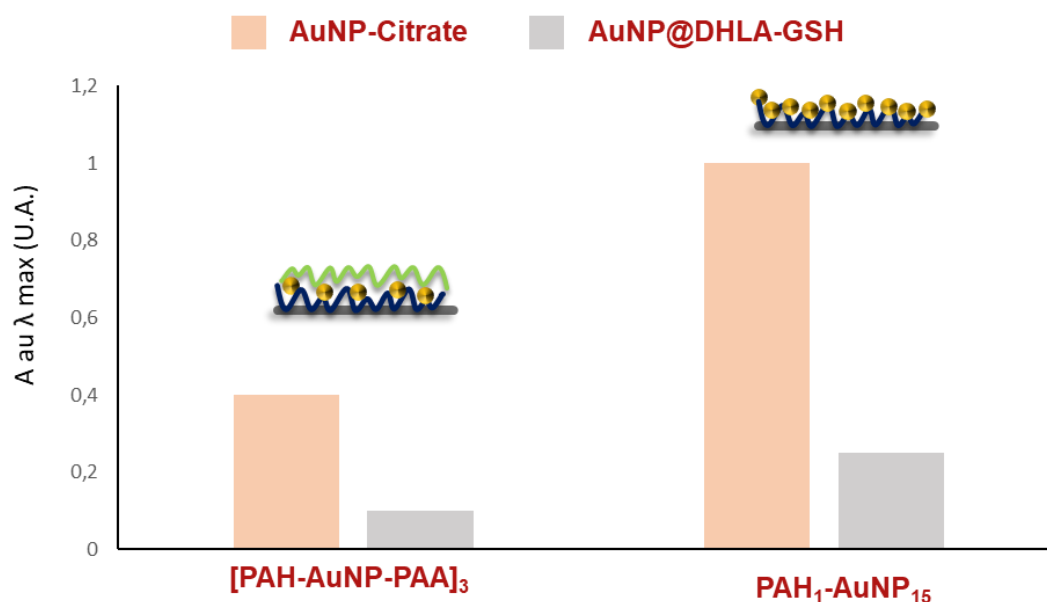 AuNP-Citrate AuNP@DHLA-GSH
A au λ max (U.A.)
1,2
1
0,8
0,6
0,4
0,2
0
[PAH-AuNP-PAA]₃
PAH₁-AuNP₁₅